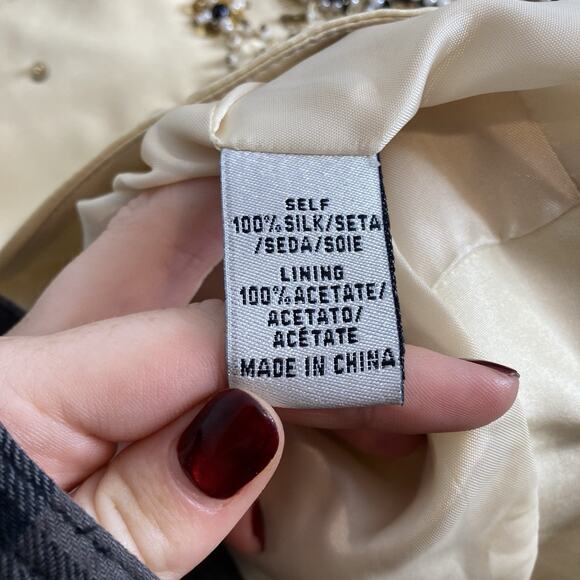 SELF
100% SILK/SETA
/SEDA/SOIE
LINING
100% ACETATE/
ACETATO/
ACÉTATE
MADE IN CHINA